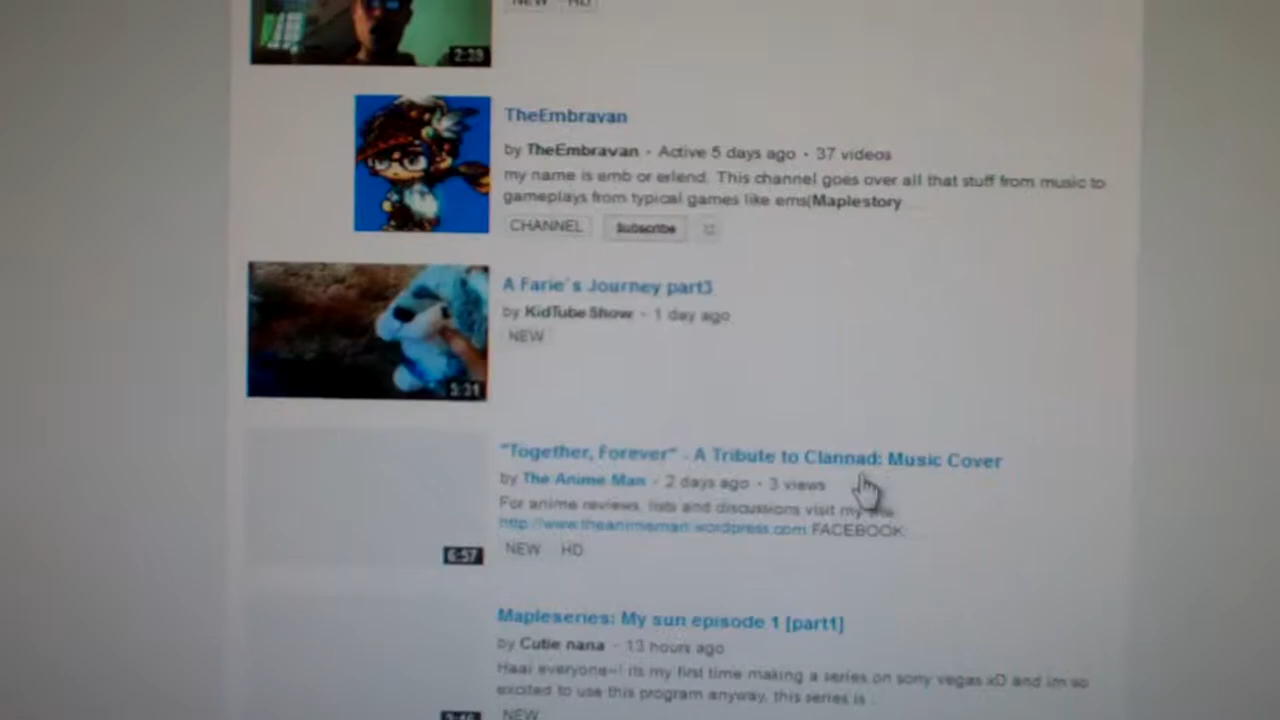 NEW HD
2:39
TheEmbravan
by TheEmbravan · Active 5 days ago · 37 videos
my name is emb or erlend. This channel goes over all that stuff from music to
gameplays from typical games like ems(Maplestory
CHANNEL Subscribe
A Farie's Journey part3
by KidTube Show · 1 day ago
NEW
3:31
"Together, Forever" - A Tribute to Clannad: Music Cover
by The Anime Man · 2 days ago · 3 views
For anime reviews, lists and discussions visit my
http://www.theanimeman.wordpress.com FACEBOOK:
NEW HD
6:57
Mapleseries: My sun episode 1 [part1]
by Cutie nana · 13 hours ago
Haai everyone~! its my first time making a series on sony vegas xD and im so
excited to use this program anyway, this series is ...
NEW